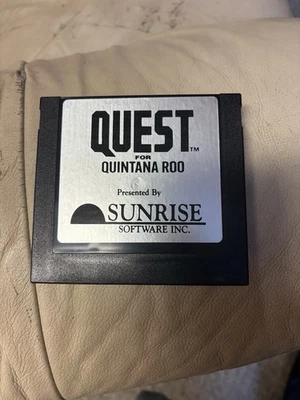 QUEST™
FOR
QUINTANA ROO
Presented By
SUNRISE
SOFTWARE INC.